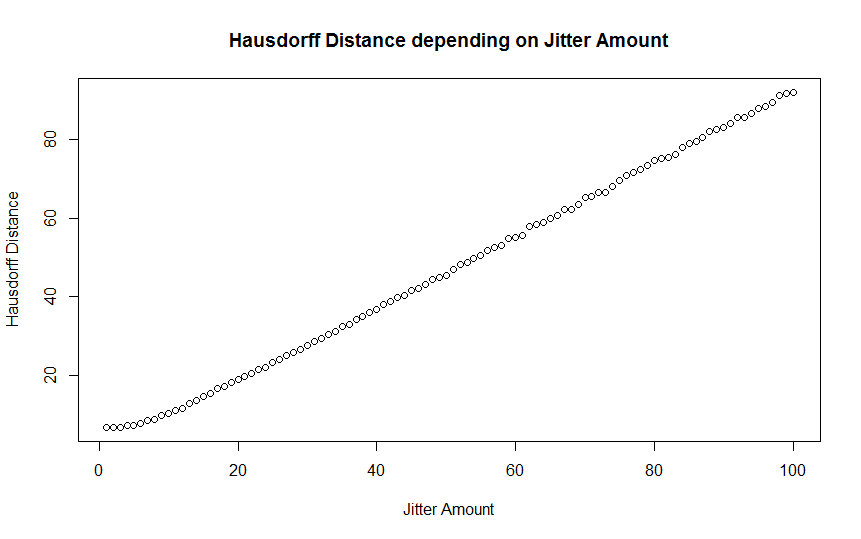 Hausdorff Distance depending on Jitter Amount
Hausdorff Distance
80
60
40
20
0 20 40 60 80 100
Jitter Amount